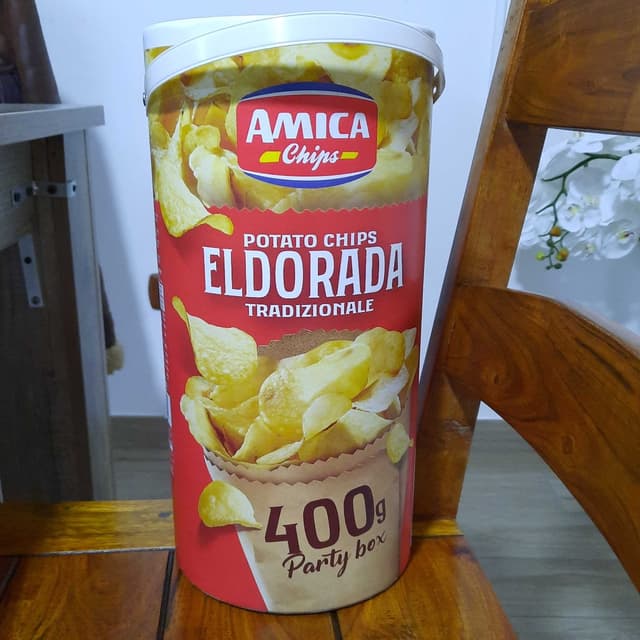 AMICA
Chips
POTATO CHIPS
ELDORADA
TRADIZIONALE
400g
Party box